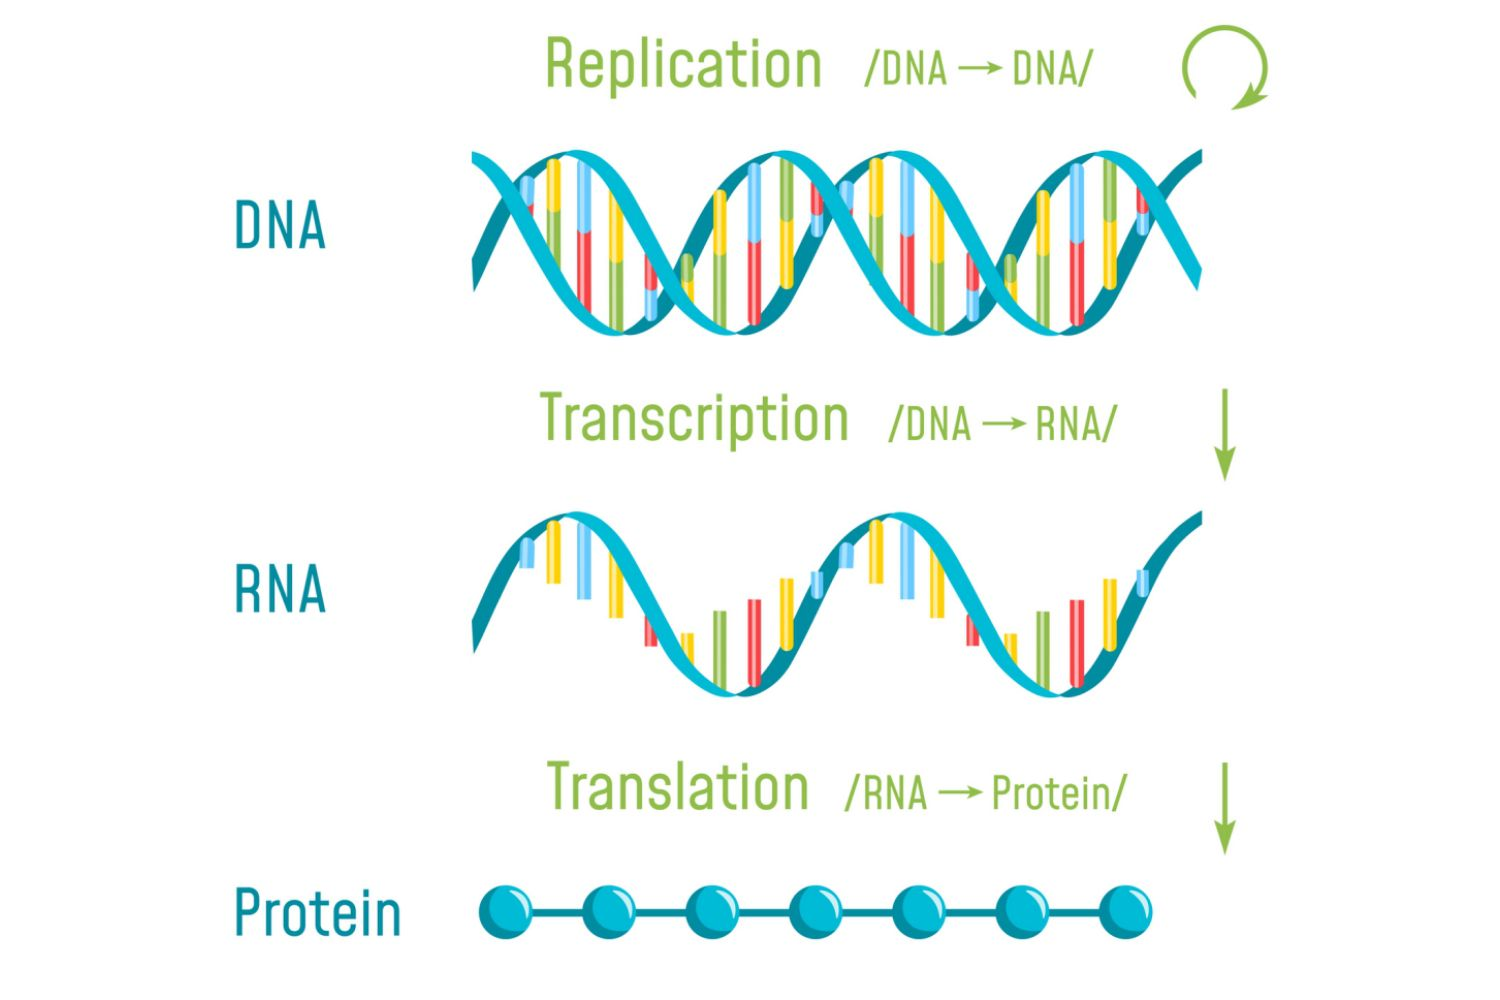 Replication /DNA → DNA/
DNA
Transcription /DNA → RNA/
RNA
Translation /RNA → Protein/
Protein